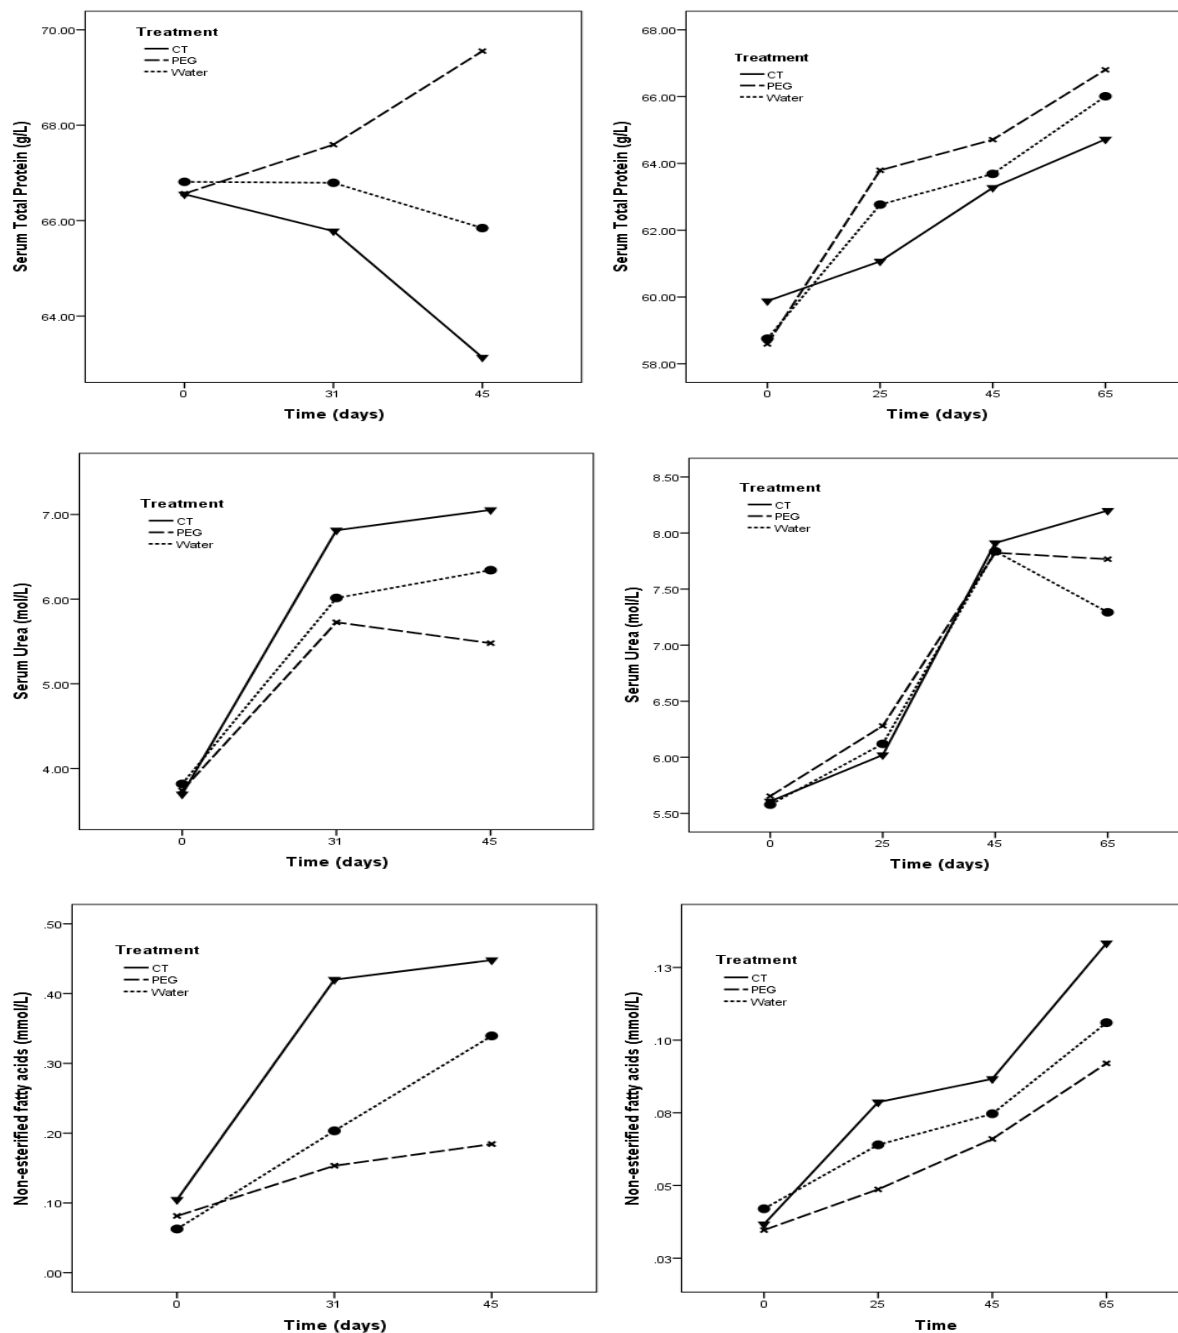 Treatment
CT
PEG
Water
70.00
68.00
66.00
64.00
Serum Total Protein (g/L)
0 31 45
Time (days)
Treatment
CT
PEG
Water
68.00
66.00
64.00
62.00
60.00
58.00
Serum Total Protein (g/L)
0 25 45 65
Time (days)
Treatment
CT
PEG
Water
7.00
6.00
5.00
4.00
Serum Urea (mol/L)
0 31 45
Time (days)
Treatment
CT
PEG
Water
8.50
8.00
7.50
7.00
6.50
6.00
5.50
Serum Urea (mol/L)
0 25 45 65
Time (days)
Treatment
CT
PEG
Water
.50
.40
.30
.20
.10
.00
Non-esterified fatty acids (mmol/L)
0 31 45
Time (days)
Treatment
CT
PEG
Water
.13
.10
.08
.05
.03
Non-esterified fatty acids (mmol/L)
0 25 45 65
Time